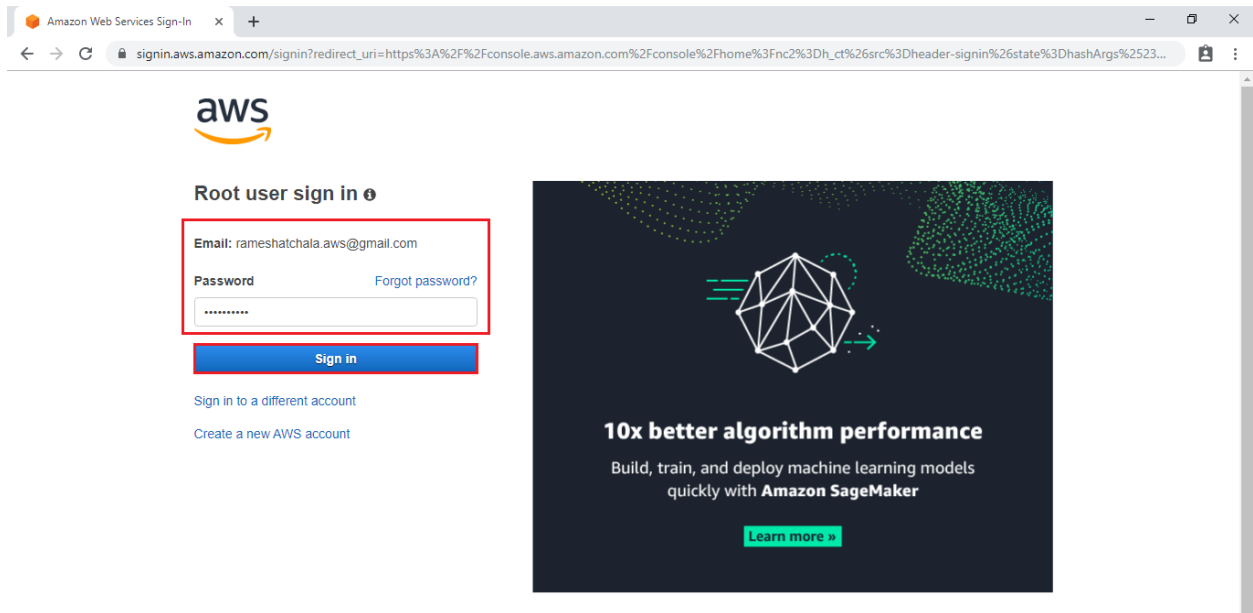 Amazon Web Services Sign-In
signin.aws.amazon.com/signin?redirect_uri=https%3A%2F%2Fconsole.aws.amazon.com%2Fconsole%2Fhome%3Fnc2%3Dh_ct%26src%3Dheader-signin%26state%3DhashArgs%2523...
aws
Root user sign in
Email: rameshatchala.aws@gmail.com
Password Forgot password?
Sign in
Sign in to a different account
Create a new AWS account
10x better algorithm performance
Build, train, and deploy machine learning models
quickly with Amazon SageMaker
Learn more »